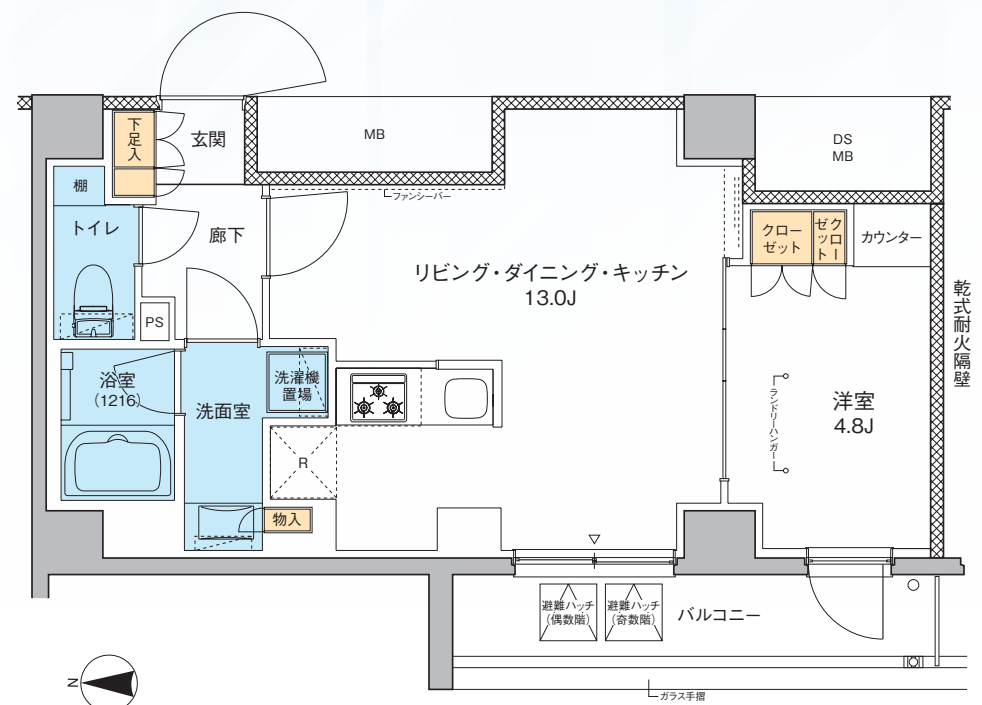 下足入
玄関
MB
DS
MB
棚
ファンシーバー
トイレ
廊下
クローゼット
クローゼット
カウンター
リビング・ダイニング・キッチン
13.0J
乾式耐火隔壁
PS
浴室
(1216)
洗面室
洗濯機
置場
ランドリーハンガー
洋室
4.8J
R
物入
避難ハッチ
(偶数階)
避難ハッチ
(奇数階)
バルコニー
N
ガラス手摺